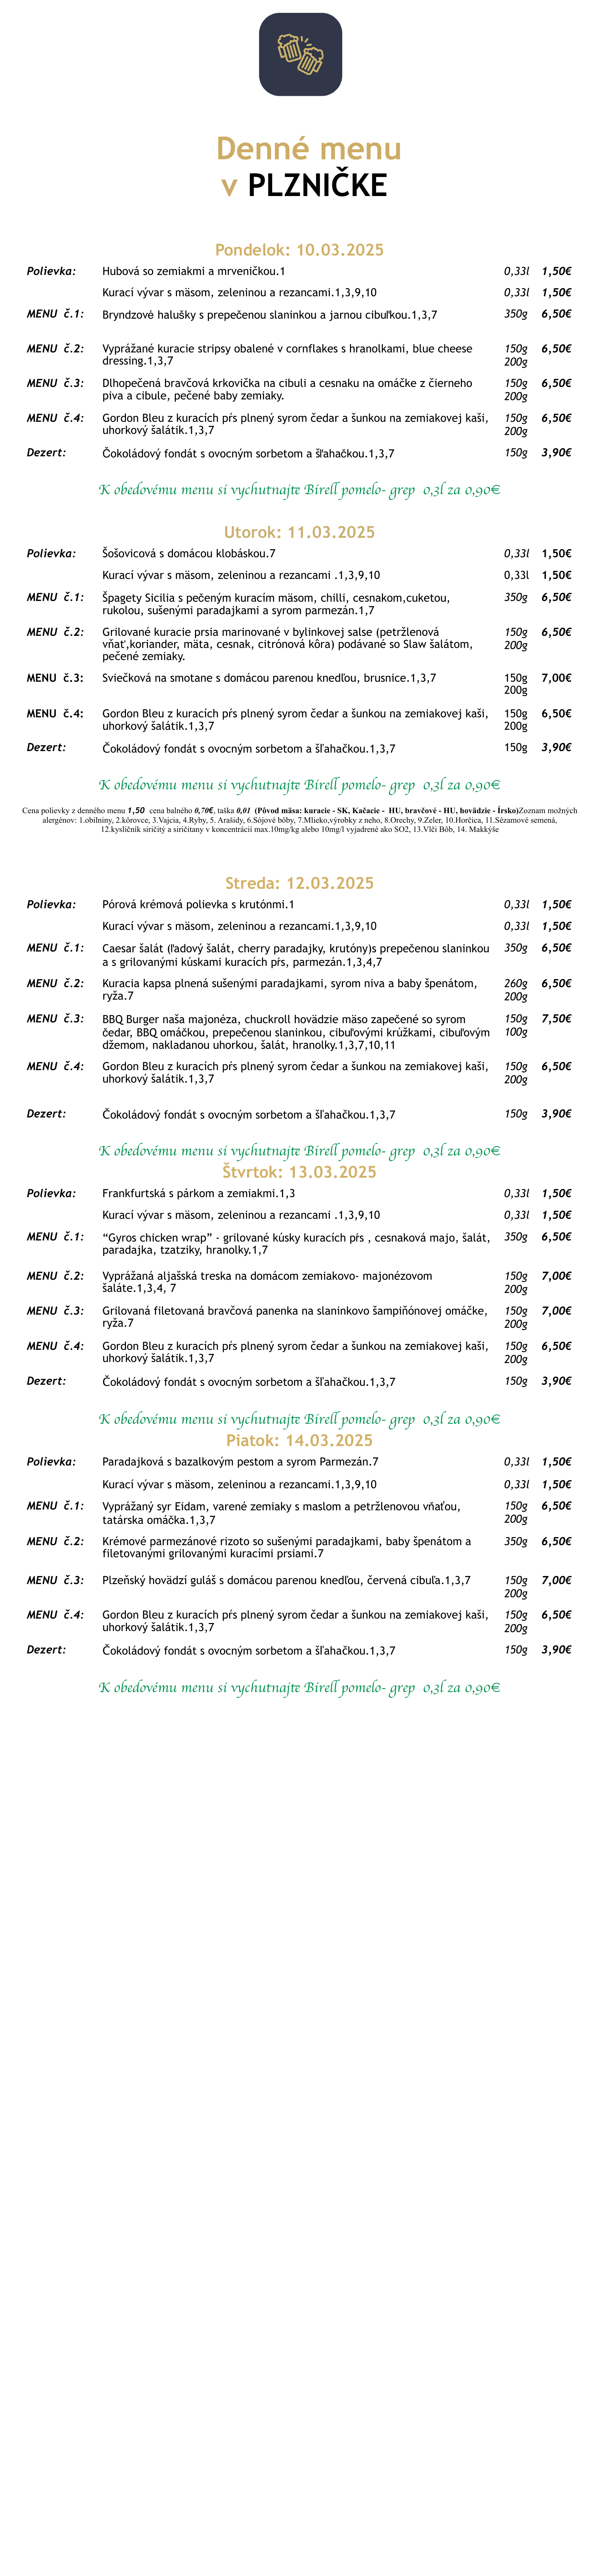 Denné menu
v PLZNIČKE
Pondelok: 10.03.2025
Polievka: Hubová so zemiakmi a mrveničkou.1 0,33l 1,50€
Kurací vývar s mäsom, zeleninou a rezancami.1,3,9,10 0,33l 1,50€
MENU č.1: Bryndzové halušky s prepečenou slaninkou a jarnou cibuľkou.1,3,7 350g 6,50€
MENU č.2: Vyprážané kuracie stripsy obalené v cornflakes s hranolkami, blue cheese 150g 6,50€
dressing.1,3,7 200g
MENU č.3: Dlhopečená bravčová krkovička na cibuli a cesnaku na omáčke z čierneho 150g 6,50€
piva a cibule, pečené baby zemiaky. 200g
MENU č.4: Gordon Bleu z kuracích pŕs plnený syrom čedar a šunkou na zemiakovej kaši, 150g 6,50€
uhorkový šalátik.1,3,7 200g
Dezert: Čokoládový fondát s ovocným sorbetom a šľahačkou.1,3,7 150g 3,90€
K obedovému menu si vychutnajte Birell pomelo- grep 0,3l za 0,90€
Utorok: 11.03.2025
Polievka: Šošovicová s domácou klobáskou.7 0,33l 1,50€
Kurací vývar s mäsom, zeleninou a rezancami .1,3,9,10 0,33l 1,50€
MENU č.1: Špagety Sicilia s pečeným kuracím mäsom, chilli, cesnakom,cuketou, 350g 6,50€
rukolou, sušenými paradajkami a syrom parmezán.1,7
MENU č.2: Grilované kuracie prsia marinované v bylinkovej salse (petržlenová 150g 6,50€
vňať,koriander, mäta, cesnak, citrónová kôra) podávané so Slaw šalátom, 200g
pečené zemiaky.
MENU č.3: Sviečková na smotane s domácou parenou knedľou, brusnice.1,3,7 150g 7,00€
200g
MENU č.4: Gordon Bleu z kuracích pŕs plnený syrom čedar a šunkou na zemiakovej kaši, 150g 6,50€
uhorkový šalátik.1,3,7 200g
Dezert: Čokoládový fondát s ovocným sorbetom a šľahačkou.1,3,7 150g 3,90€
K obedovému menu si vychutnajte Birell pomelo- grep 0,3l za 0,90€
Cena polievky z denného menu 1,50 cena balného 0,70€, taška 0,01 (Pôvod mäsa: kuracie - SK, Kačacie - HU, bravčové - HU, hovädzie - Írsko)Zoznam možných
alergénov: 1.obilniny, 2.kôrovce, 3.Vajcia, 4.Ryby, 5. Arašidy, 6.Sójové bôby, 7.Mlieko,výrobky z neho, 8.Orechy, 9.Zeler, 10.Horčica, 11.Sézamové semená,
12.kysličník siričitý a siričitany v koncentrácií max.10mg/kg alebo 10mg/l vyjadrené ako SO2, 13.Vlčí Bôb, 14. Makkýše
Streda: 12.03.2025
Polievka: Pórová krémová polievka s krutónmi.1 0,33l 1,50€
Kurací vývar s mäsom, zeleninou a rezancami.1,3,9,10 0,33l 1,50€
MENU č.1: Caesar šalát (ľadový šalát, cherry paradajky, krutóny)s prepečenou slaninkou 350g 6,50€
a s grilovanými kúskami kuracích pŕs, parmezán.1,3,4,7
MENU č.2: Kuracia kapsa plnená sušenými paradajkami, syrom niva a baby špenátom, 260g 6,50€
ryža.7 200g
MENU č.3: BBQ Burger naša majonéza, chuckroll hovädzie mäso zapečené so syrom 150g 7,50€
čedar, BBQ omáčkou, prepečenou slaninkou, cibuľovými krúžkami, cibuľovým 100g
džemom, nakladanou uhorkou, šalát, hranolky.1,3,7,10,11
MENU č.4: Gordon Bleu z kuracích pŕs plnený syrom čedar a šunkou na zemiakovej kaši, 150g 6,50€
uhorkový šalátik.1,3,7 200g
Dezert: Čokoládový fondát s ovocným sorbetom a šľahačkou.1,3,7 150g 3,90€
K obedovému menu si vychutnajte Birell pomelo- grep 0,3l za 0,90€
Štvrtok: 13.03.2025
Polievka: Frankfurtská s párkom a zemiakmi.1,3 0,33l 1,50€
Kurací vývar s mäsom, zeleninou a rezancami .1,3,9,10 0,33l 1,50€
MENU č.1: “Gyros chicken wrap” - grilované kúsky kuracích pŕs , cesnaková majo, šalát, 350g 6,50€
paradajka, tzatziky, hranolky.1,7
MENU č.2: Vyprážaná aljašská treska na domácom zemiakovo- majonézovom 150g 7,00€
šaláte.1,3,4, 7 200g
MENU č.3: Grilovaná filetovaná bravčová panenka na slaninkovo šampiňónovej omáčke, 150g 7,00€
ryža.7 200g
MENU č.4: Gordon Bleu z kuracích pŕs plnený syrom čedar a šunkou na zemiakovej kaši, 150g 6,50€
uhorkový šalátik.1,3,7 200g
Dezert: Čokoládový fondát s ovocným sorbetom a šľahačkou.1,3,7 150g 3,90€
K obedovému menu si vychutnajte Birell pomelo- grep 0,3l za 0,90€
Piatok: 14.03.2025
Polievka: Paradajková s bazalkovým pestom a syrom Parmezán.7 0,33l 1,50€
Kurací vývar s mäsom, zeleninou a rezancami.1,3,9,10 0,33l 1,50€
MENU č.1: Vyprážaný syr Eidam, varené zemiaky s maslom a petržlenovou vňaťou, 150g 6,50€
tatárska omáčka.1,3,7 200g
MENU č.2: Krémové parmezánové rizoto so sušenými paradajkami, baby špenátom a 350g 6,50€
filetovanými grilovanými kuracími prsiami.7
MENU č.3: Plzeňský hovädzí guláš s domácou parenou knedľou, červená cibuľa.1,3,7 150g 7,00€
200g
MENU č.4: Gordon Bleu z kuracích pŕs plnený syrom čedar a šunkou na zemiakovej kaši, 150g 6,50€
uhorkový šalátik.1,3,7 200g
Dezert: Čokoládový fondát s ovocným sorbetom a šľahačkou.1,3,7 150g 3,90€
K obedovému menu si vychutnajte Birell pomelo- grep 0,3l za 0,90€